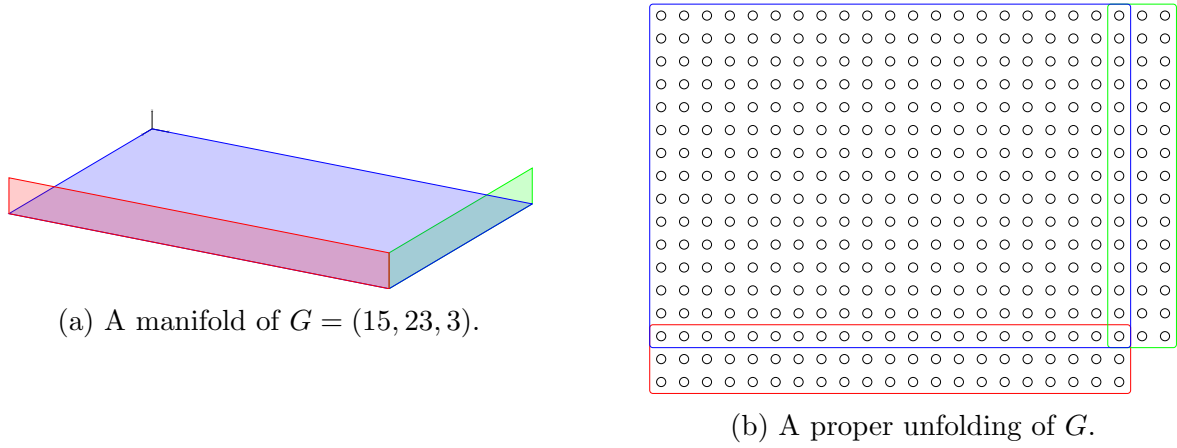 (a) A manifold of G = (15, 23, 3).
(b) A proper unfolding of G.